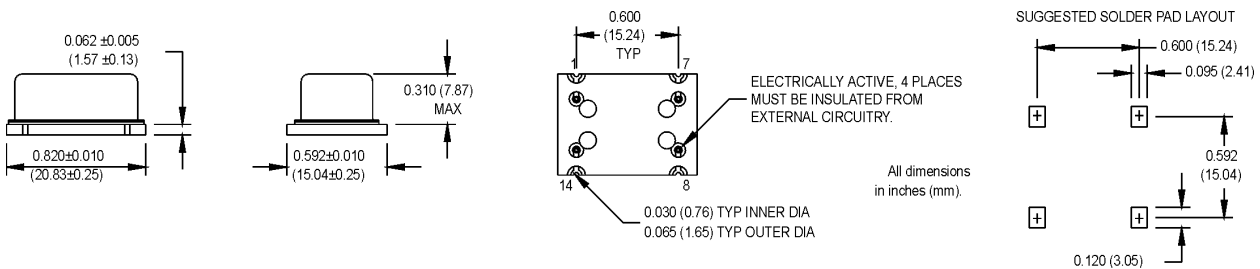 0.062 ±0.005
(1.57 ±0.13)
0.820±0.010
(20.83±0.25)
0.310 (7.87)
MAX
0.592±0.010
(15.04±0.25)
0.600
(15.24)
TYP
1
7
14
8
ELECTRICALLY ACTIVE, 4 PLACES
MUST BE INSULATED FROM
EXTERNAL CIRCUITRY.
0.030 (0.76) TYP INNER DIA
0.065 (1.65) TYP OUTER DIA
All dimensions
in inches (mm).
SUGGESTED SOLDER PAD LAYOUT
0.600 (15.24)
0.095 (2.41)
0.592
(15.04)
0.120 (3.05)